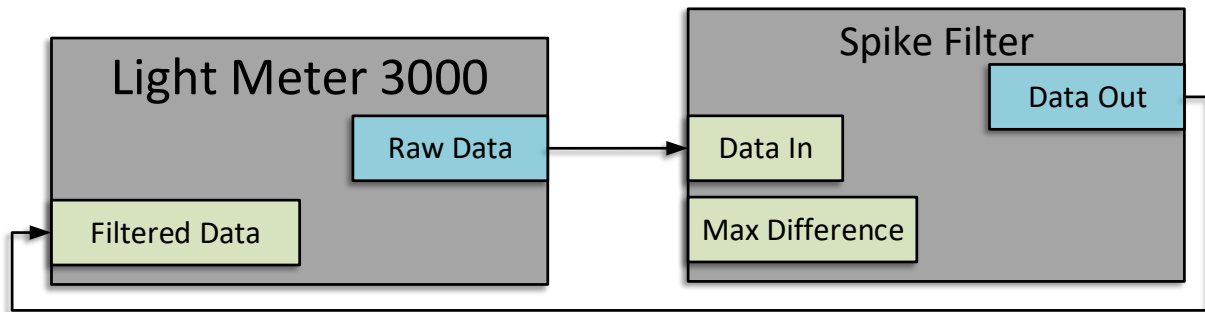 Light Meter 3000
Raw Data
Filtered Data
Spike Filter
Data Out
Data In
Max Difference